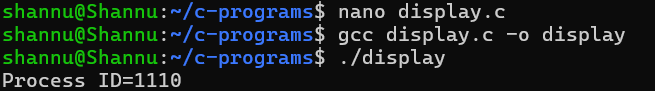 shannu@Shannu:~/c-programs$ nano display.c
shannu@Shannu:~/c-programs$ gcc display.c -o display
shannu@Shannu:~/c-programs$ ./display
Process ID=1110